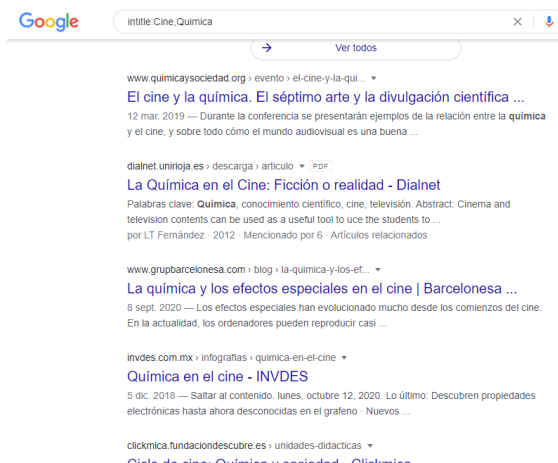 Google
intitle:Cine,Quimica
Ver todos
www.quimicaysociedad.org › evento › el-cine-y-la-qui...
El cine y la química. El séptimo arte y la divulgación científica ...
12 mar. 2019 — Durante la conferencia se presentarán ejemplos de la relación entre la química
y el cine, y sobre todo cómo el mundo audiovisual es una buena ...
dialnet.unirioja.es › descarga › articulo PDF
La Química en el Cine: Ficción o realidad - Dialnet
Palabras clave: Química, conocimiento científico, cine, televisión. Abstract: Cinema and
television contents can be used as a useful tool to uce the students to ...
por LT Fernández · 2012 · Mencionado por 6 · Artículos relacionados
www.grupbarcelonesa.com › blog › la-quimica-y-los-ef...
La química y los efectos especiales en el cine | Barcelonesa ...
8 sept. 2020 — Los efectos especiales han evolucionado mucho desde los comienzos del cine.
En la actualidad, los ordenadores pueden reproducir casi ...
invdes.com.mx › infografias › quimica-en-el-cine
Química en el cine - INVDES
5 dic. 2018 — Saltar al contenido. lunes, octubre 12, 2020. Lo último: Descubren propiedades
electrónicas hasta ahora desconocidas en el grafeno · Nuevos ...
clickmica.fundaciondescubre.es › unidades-didacticas
Ciclo de cine: Química y sociedad - Clickmica